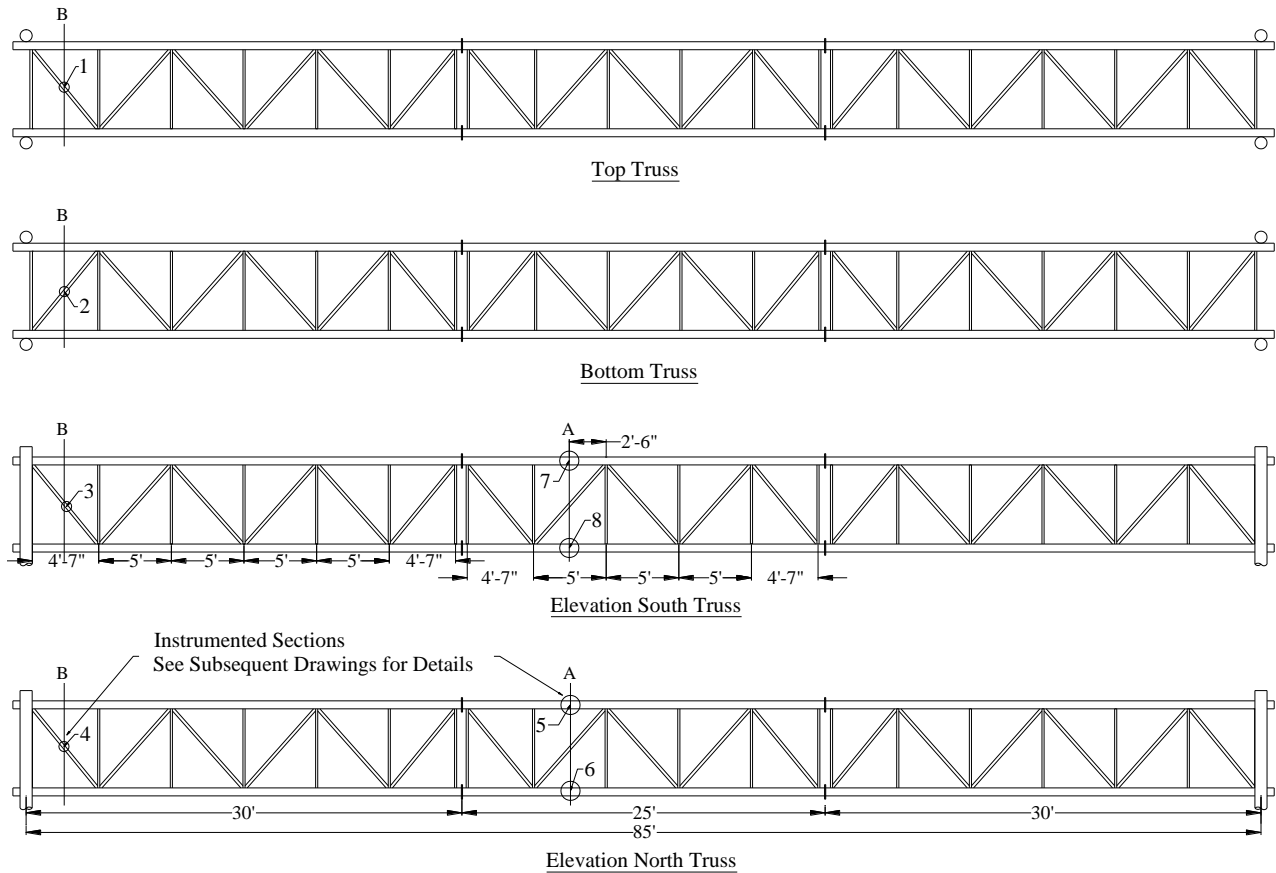 B
1
Top Truss
B
2
Bottom Truss
B
A
2'-6"
7
3
8
4'-7" 5' 5' 5' 5' 4'-7"
4'-7" 5' 5' 5' 4'-7"
Elevation South Truss
Instrumented Sections
See Subsequent Drawings for Details
B
A
5
4
6
30' 25' 30'
85'
Elevation North Truss